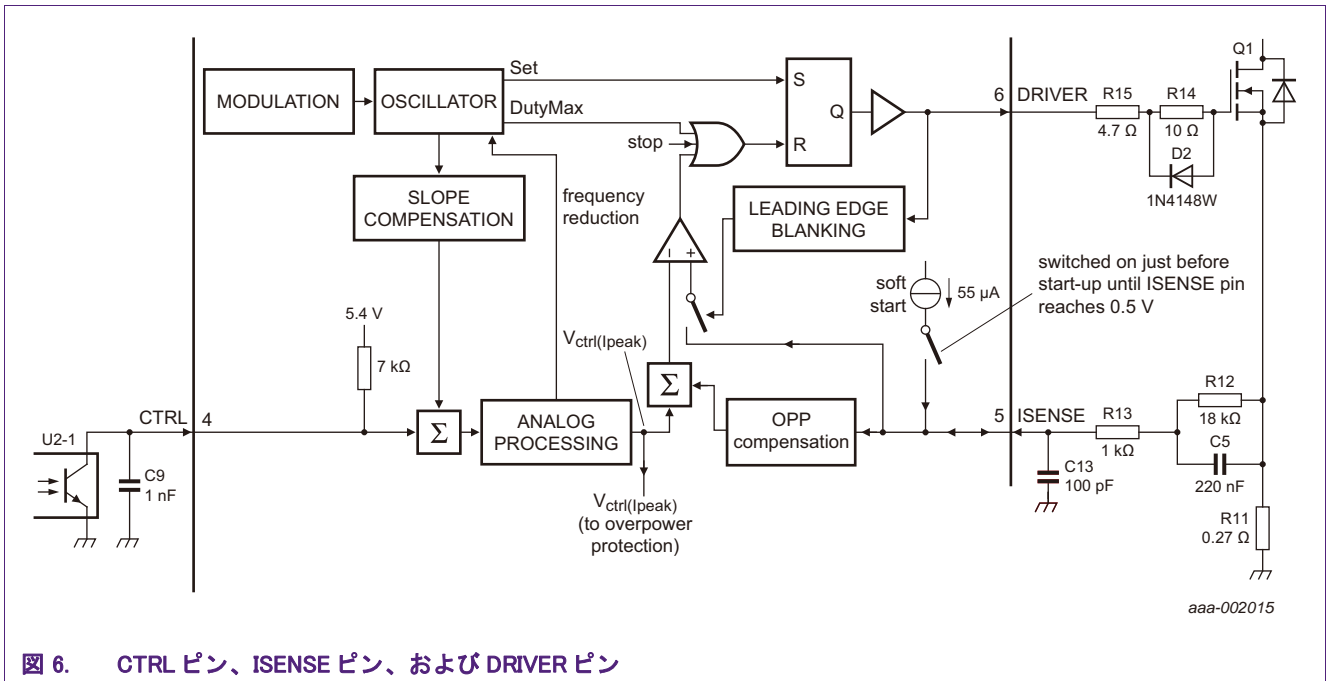 MODULATION
OSCILLATOR
Set
DutyMax
stop
S
R
Q
6
DRIVER
R15
4.7 Ω
R14
10 Ω
D2
1N4148W
Q1
SLOPE
COMPENSATION
frequency
reduction
LEADING EDGE
BLANKING
−
+
soft
start
55 μA
switched on just before
start-up until ISENSE pin
reaches 0.5 V
5.4 V
7 kΩ
Vctrl(Ipeak)
Σ
CTRL
4
U2-1
C9
1 nF
Σ
ANALOG
PROCESSING
OPP
compensation
5
ISENSE
R13
1 kΩ
R12
18 kΩ
C5
220 nF
C13
100 pF
R11
0.27 Ω
Vctrl(Ipeak)
(to overpower
protection)
aaa-002015
図 6. CTRL ピン、ISENSE ピン、および DRIVER ピン